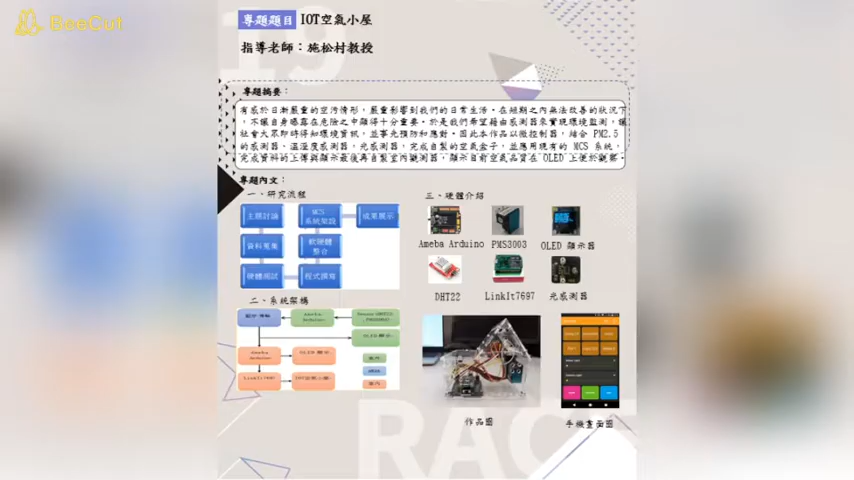 BeeCut
專題題目 IOT空氣小屋
指導老師：施松村教授
專題摘要：
有感於日漸嚴重的空污情形，嚴重影響到我們的日常生活。在短期之內無法改善的狀況下
，不讓自身曝露在危險之中顯得十分重要。於是我們希望藉由感測器來實現環境監測，讓
社會大眾即時得知環境資訊，並事先預防和應對。因此本作品以微控制器，結合 PM2.5
的感測器、溫溼度感測器，光感測器，完成自製的空氣盒子，並應用現有的 MCS 系統，
完成資料的上傳與顯示最後再自製室內觀測器，顯示目前空氣品質在 OLED 上便於觀察。
專題內文：
一、研究流程
主題討論
MCS
系統架設
成果展示
資料蒐集
軟硬體
整合
硬體測試
程式撰寫
二、系統架構
三、硬體介紹
Ameba Arduino
PMS3003
OLED 顯示器
DHT22
LinkIt7697
光感測器
作品圖
手機畫面圖
RAC